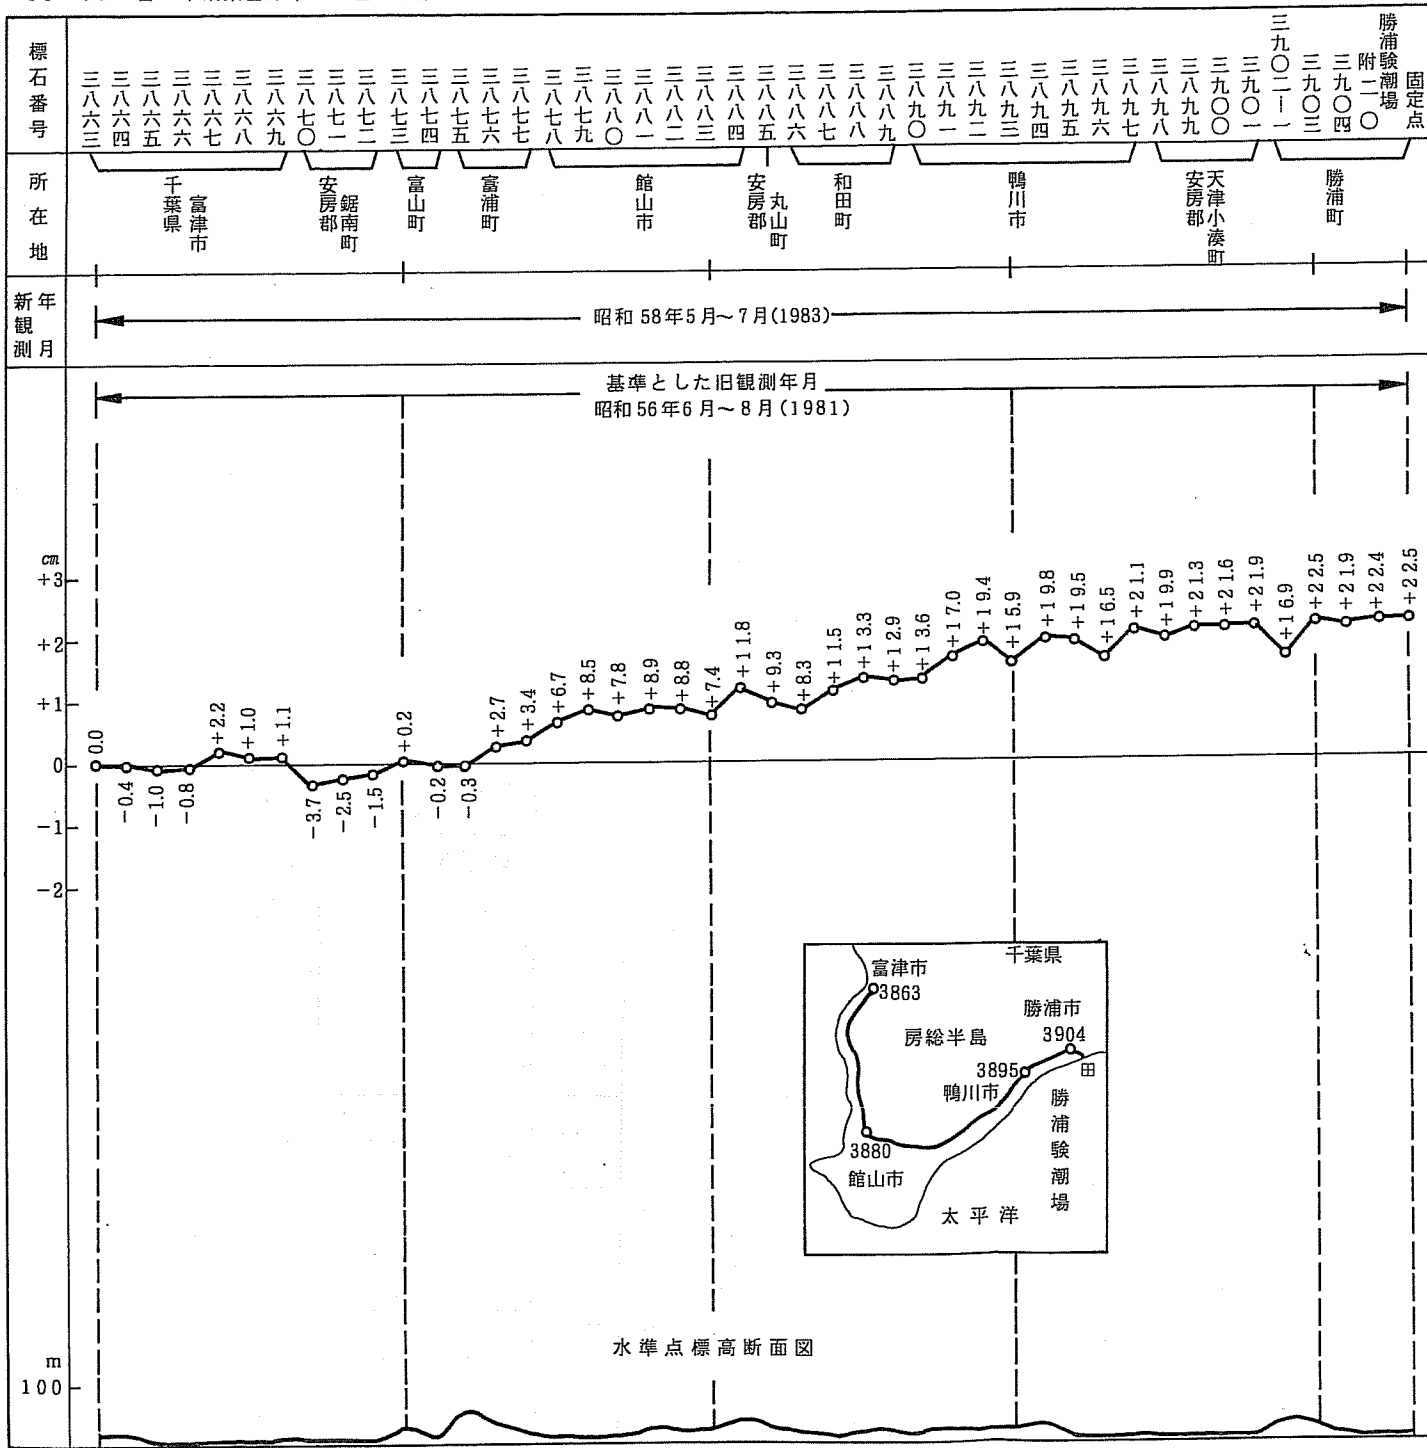 標石番号
三八六三
三八六四
三八六五
三八六六
三八六七
三八六八
三八六九
三八七〇
三八七一
三八七二
三八七三
三八七四
三八七五
三八七六
三八七七
三八七八
三八七九
三八八〇
三八八一
三八八二
三八八三
三八八四
三八八五
三八八六
三八八七
三八八八
三八八九
三八九〇
三八九一
三八九二
三八九三
三八九四
三八九五
三八九六
三八九七
三八九八
三八九九
三九〇〇
三九〇一
三九〇二—一
三九〇三
三九〇四
附二一〇
勝浦験潮場
固定点
所在地
千葉県
富津市
安房郡
鋸南町
富山町
富浦町
館山市
安房郡
丸山町
和田町
鴨川市
安房郡
天津小湊町
勝浦町
新観測
年月
昭和58年5月～7月(1983)
基準とした旧観測年月
昭和56年6月～8月(1981)
cm
+3
+2
+1
0
-1
-2
0.0
-0.4
-1.0
-0.8
+2.2
+1.0
+1.1
-3.7
-2.5
-1.5
+0.2
-0.2
-0.3
+2.7
+3.4
+6.7
+8.5
+7.8
+8.9
+8.8
+7.4
+11.8
+9.3
+8.3
+11.5
+13.3
+12.9
+13.6
+17.0
+19.4
+15.9
+19.8
+19.5
+16.5
+21.1
+19.9
+21.3
+21.6
+21.9
+16.9
+22.5
+21.9
+22.4
+22.5
千葉県
富津市
3863
勝浦市
房総半島
3904
3895
鴨川市
勝浦験潮場
3880
館山市
太平洋
水準点標高断面図
m
100